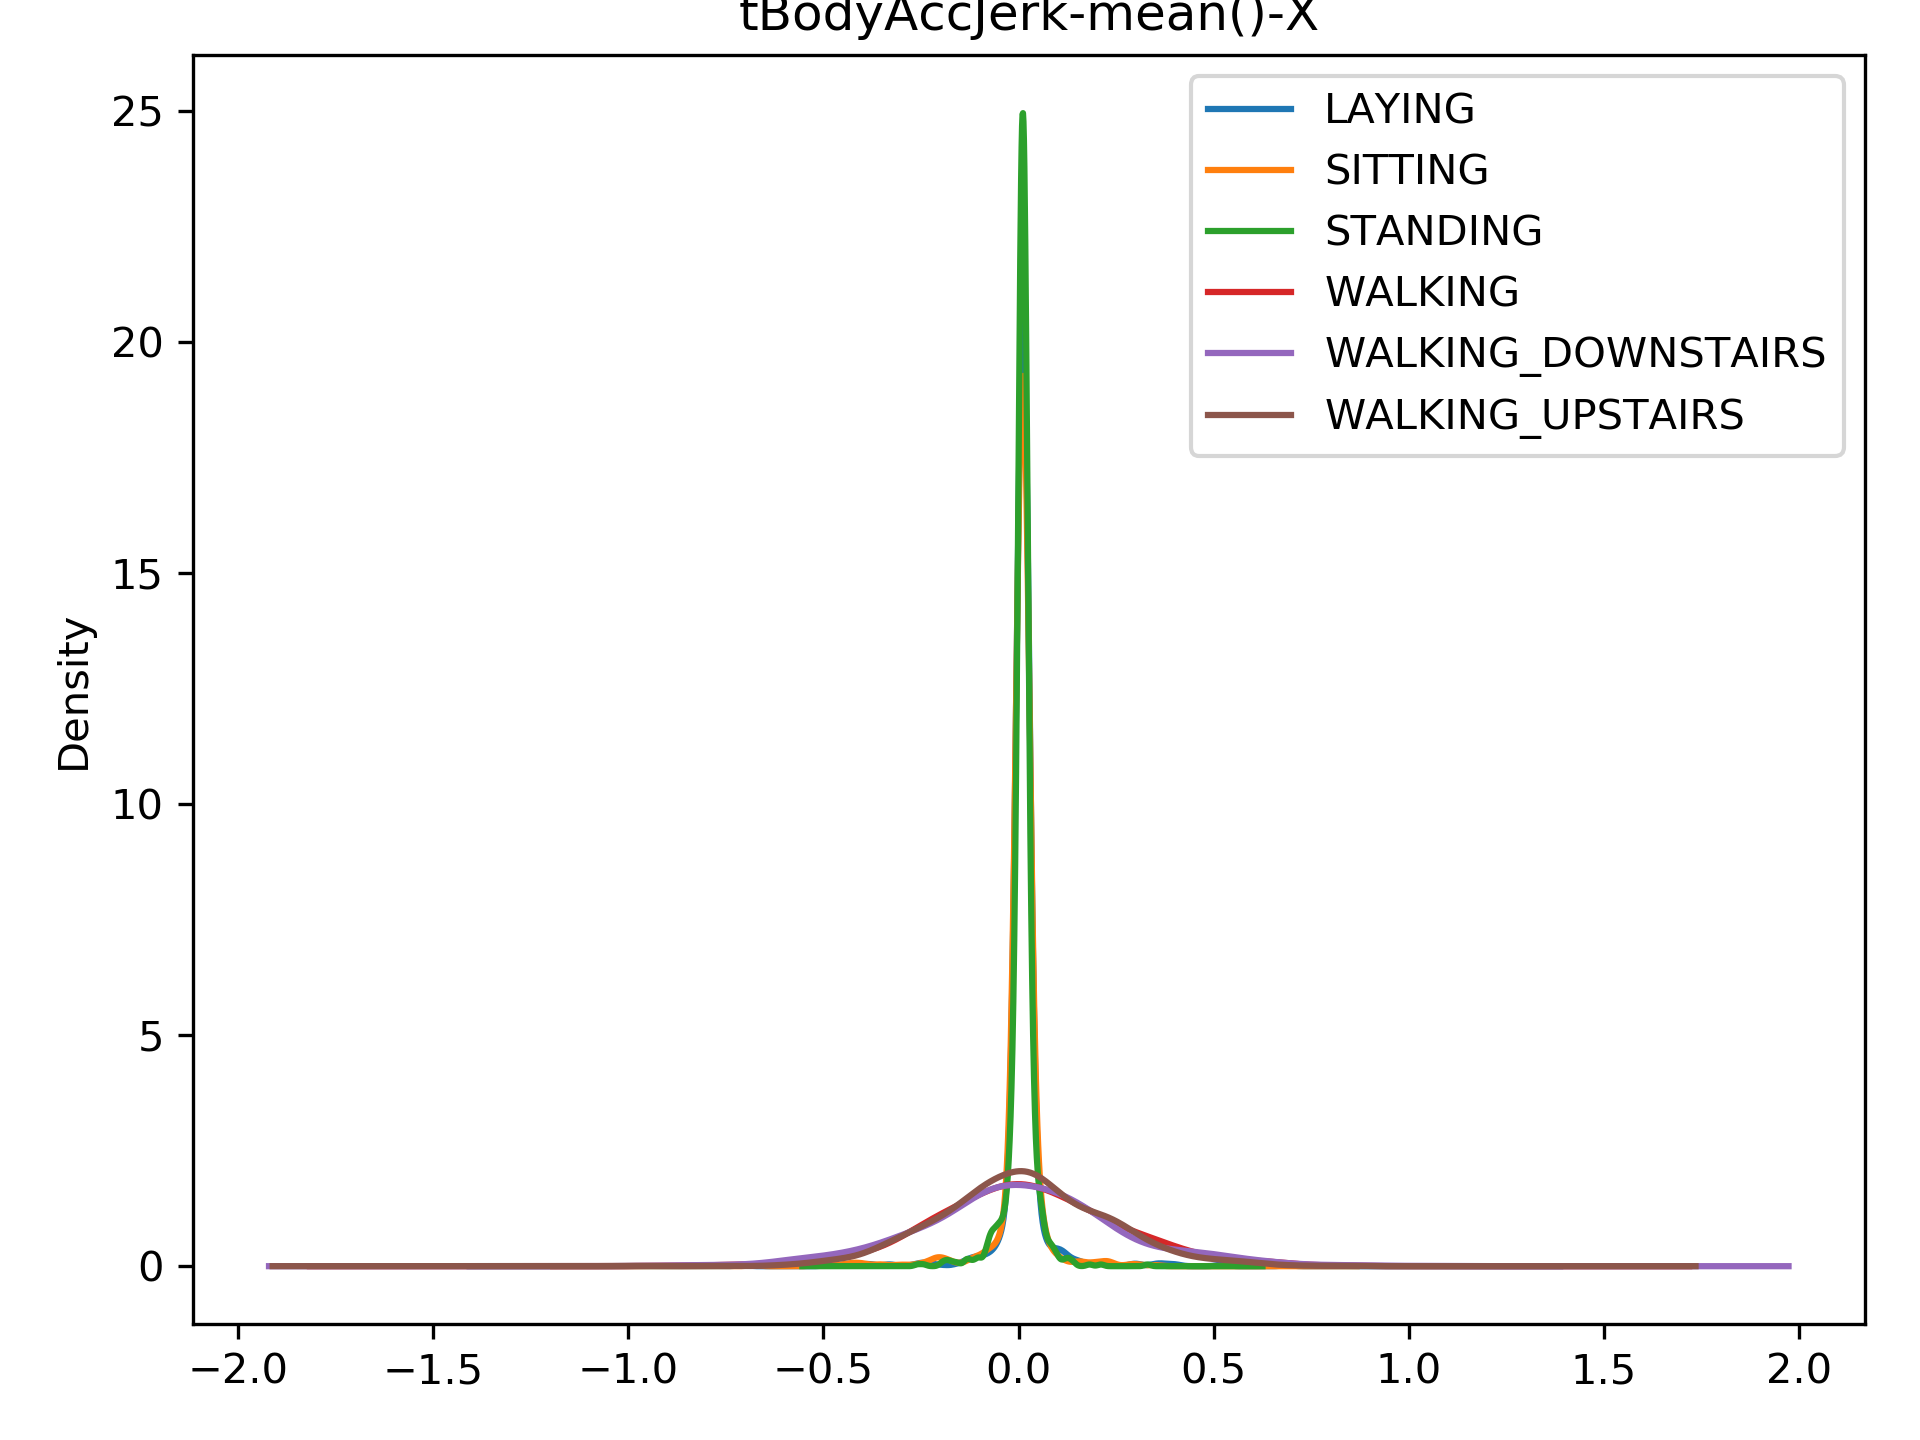 tBodyAccJerk-mean()-X
LAYING
SITTING
STANDING
WALKING
WALKING_DOWNSTAIRS
WALKING_UPSTAIRS
Density
25
20
15
10
5
0
−2.0 −1.5 −1.0 −0.5 0.0 0.5 1.0 1.5 2.0